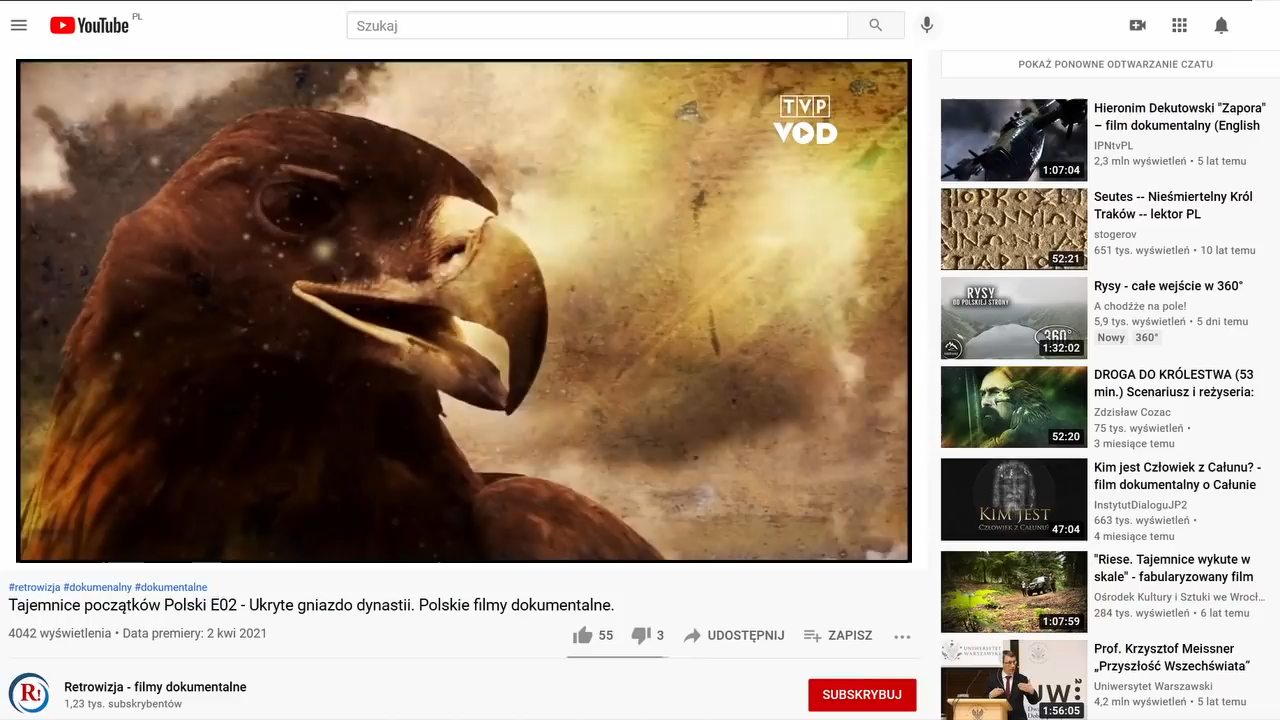 YouTube PL
Szukaj
TVP
VOD
#retrowizja #dokumenalny #dokumentalne
Tajemnice początków Polski E02 - Ukryte gniazdo dynastii. Polskie filmy dokumentalne.
4042 wyświetlenia • Data premiery: 2 kwi 2021
55
3
UDOSTĘPNIJ
ZAPISZ
R!
Retrowizja - filmy dokumentalne
1,23 tys. subskrybentów
SUBSKRYBUJ
POKAŻ PONOWNE ODTWARZANIE CZATU
1:07:04
Hieronim Dekutowski "Zapora"
– film dokumentalny (English
IPNtvPL
2,3 mln wyświetleń • 5 lat temu
52:21
Seutes -- Nieśmiertelny Król
Traków -- lektor PL
stogerov
651 tys. wyświetleń • 10 lat temu
RYSY
OD POLSKIEJ STRONY
360°
1:32:02
Rysy - całe wejście w 360°
A chodźże na pole!
5,9 tys. wyświetleń • 5 dni temu
Nowy 360°
52:20
DROGA DO KRÓLESTWA (53
min.) Scenariusz i reżyseria:
Zdzisław Cozac
75 tys. wyświetleń •
3 miesiące temu
KIM JEST
CZŁOWIEK Z CAŁUNU?
47:04
Kim jest Człowiek z Całunu? -
film dokumentalny o Całunie
InstytutDialoguJP2
663 tys. wyświetleń •
4 miesiące temu
1:07:59
"Riese. Tajemnice wykute w
skale" - fabularyzowany film
Ośrodek Kultury i Sztuki we Wrocł...
284 tys. wyświetleń • 6 lat temu
UNIWERSYTET
WARSZAWSKI
UW
1:56:05
Prof. Krzysztof Meissner
„Przyszłość Wszechświata”
Uniwersytet Warszawski
4,2 mln wyświetleń • 5 lat temu